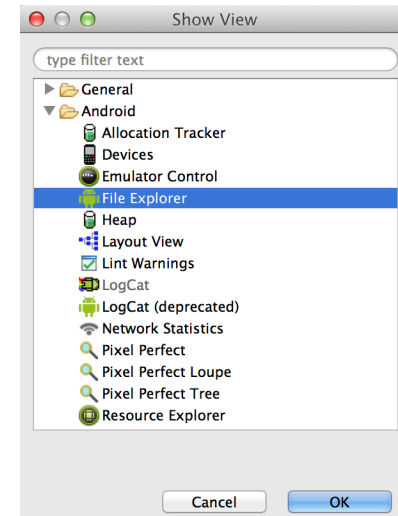 Show View
type filter text
General
Android
Allocation Tracker
Devices
Emulator Control
File Explorer
Heap
Layout View
Lint Warnings
LogCat
LogCat (deprecated)
Network Statistics
Pixel Perfect
Pixel Perfect Loupe
Pixel Perfect Tree
Resource Explorer
Cancel OK